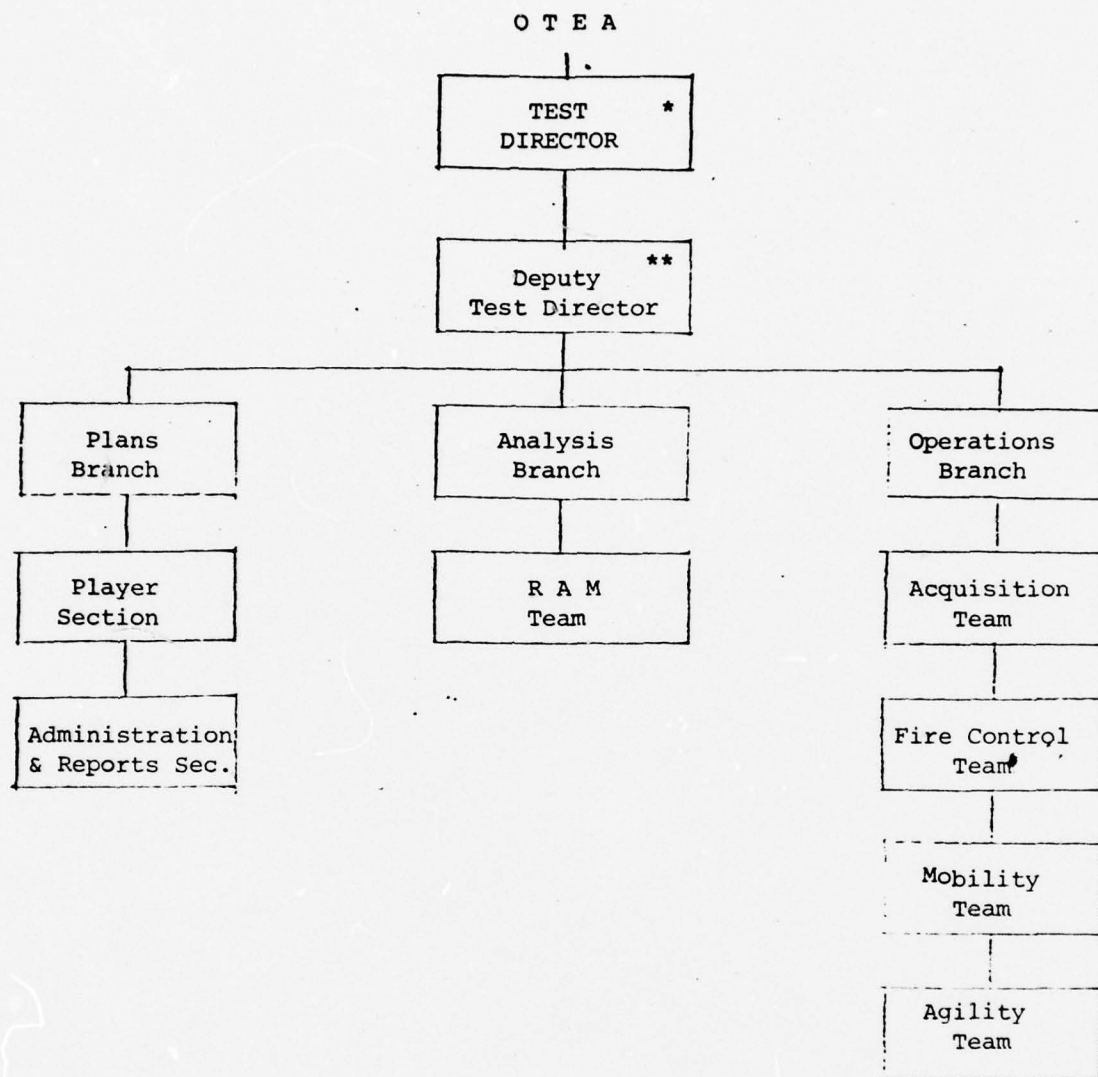 O T E A
TEST *
DIRECTOR
**
Deputy
Test Director
Plans
Branch
Analysis
Branch
Operations
Branch
Player
Section
R A M
Team
Acquisition
Team
Administration
& Reports Sec.
Fire Control
Team
Mobility
Team
Agility
Team